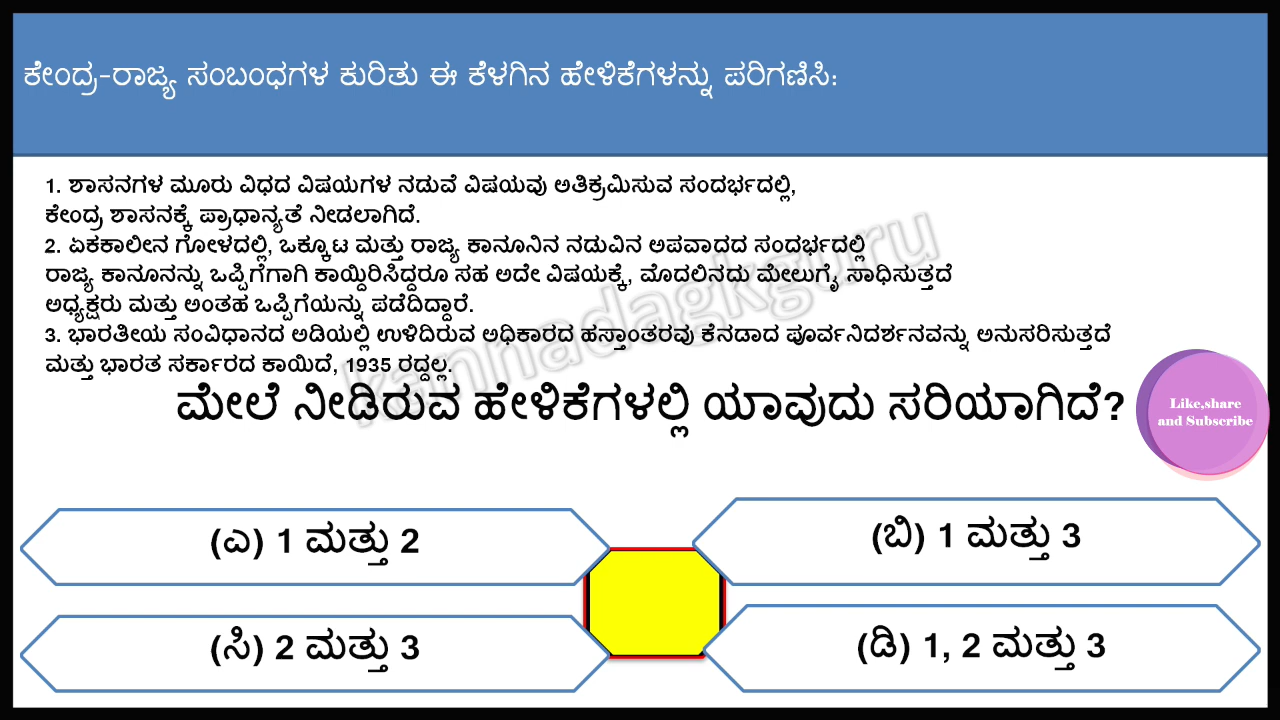 ಕೇಂದ್ರ-ರಾಜ್ಯ ಸಂಬಂಧಗಳ ಕುರಿತು ಈ ಕೆಳಗಿನ ಹೇಳಿಕೆಗಳನ್ನು ಪರಿಗಣಿಸಿ:
1. ಶಾಸನಗಳ ಮೂರು ವಿಧದ ವಿಷಯಗಳ ನಡುವೆ ವಿಷಯವು ಅತಿಕ್ರಮಿಸುವ ಸಂದರ್ಭದಲ್ಲಿ,
ಕೇಂದ್ರ ಶಾಸನಕ್ಕೆ ಪ್ರಾಧಾನ್ಯತೆ ನೀಡಲಾಗಿದೆ.
2. ಏಕಕಾಲೀನ ಗೋಳದಲ್ಲಿ, ಒಕ್ಕೂಟ ಮತ್ತು ರಾಜ್ಯ ಕಾನೂನಿನ ನಡುವಿನ ಅಪವಾದದ ಸಂದರ್ಭದಲ್ಲಿ
ರಾಜ್ಯ ಕಾನೂನನ್ನು ಒಪ್ಪಿಗೆಗಾಗಿ ಕಾಯ್ದಿರಿಸಿದ್ದರೂ ಸಹ ಅದೇ ವಿಷಯಕ್ಕೆ, ಮೊದಲಿನದು ಮೇಲುಗೈ ಸಾಧಿಸುತ್ತದೆ
ಅಧ್ಯಕ್ಷರು ಮತ್ತು ಅಂತಹ ಒಪ್ಪಿಗೆಯನ್ನು ಪಡೆದಿದ್ದಾರೆ.
3. ಭಾರತೀಯ ಸಂವಿಧಾನದ ಅಡಿಯಲ್ಲಿ ಉಳಿದಿರುವ ಅಧಿಕಾರದ ಹಸ್ತಾಂತರವು ಕೆನಡಾದ ಪೂರ್ವನಿದರ್ಶನವನ್ನು ಅನುಸರಿಸುತ್ತದೆ
ಮತ್ತು ಭಾರತ ಸರ್ಕಾರದ ಕಾಯಿದೆ, 1935 ರದ್ದಲ್ಲ.
kannadagkguru
ಮೇಲೆ ನೀಡಿರುವ ಹೇಳಿಕೆಗಳಲ್ಲಿ ಯಾವುದು ಸರಿಯಾಗಿದೆ?
Like,share
and Subscribe
(ಎ) 1 ಮತ್ತು 2
(ಬಿ) 1 ಮತ್ತು 3
(ಸಿ) 2 ಮತ್ತು 3
(ಡಿ) 1, 2 ಮತ್ತು 3